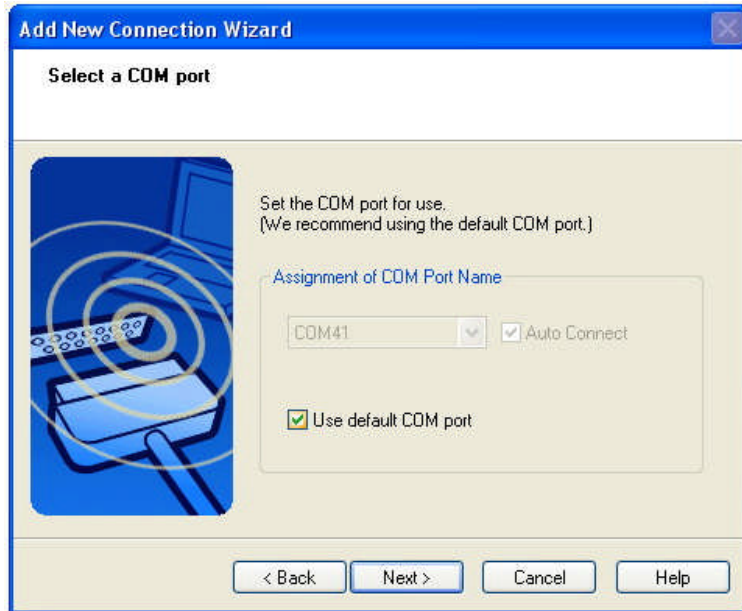 Add New Connection Wizard
Select a COM port
Set the COM port for use.
(We recommend using the default COM port.)
Assignment of COM Port Name
COM41
Auto Connect
Use default COM port
< Back
Next >
Cancel
Help